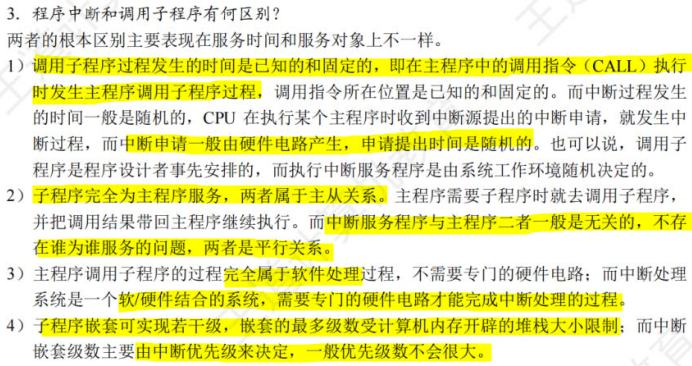 3．程序中断和调用子程序有何区别？
两者的根本区别主要表现在服务时间和服务对象上不一样。
1）调用子程序过程发生的时间是已知的和固定的，即在主程序中的调用指令（CALL）执行
时发生主程序调用子程序过程，调用指令所在位置是已知的和固定的。而中断过程发生
的时间一般是随机的，CPU 在执行某个主程序时收到中断源提出的中断申请，就发生中
断过程，而中断申请一般由硬件电路产生，申请提出时间是随机的。也可以说，调用子
程序是程序设计者事先安排的，而执行中断服务程序是由系统工作环境随机决定的。
2）子程序完全为主程序服务，两者属于主从关系。主程序需要子程序时就去调用子程序，
并把调用结果带回主程序继续执行。而中断服务程序与主程序二者一般是无关的，不存
在谁为谁服务的问题，两者是平行关系。
3）主程序调用子程序的过程完全属于软件处理过程，不需要专门的硬件电路；而中断处理
系统是一个软/硬件结合的系统，需要专门的硬件电路才能完成中断处理的过程。
4）子程序嵌套可实现若干级，嵌套的最多级数受计算机内存开辟的堆栈大小限制；而中断
嵌套级数主要由中断优先级来决定，一般优先级数不会很大。